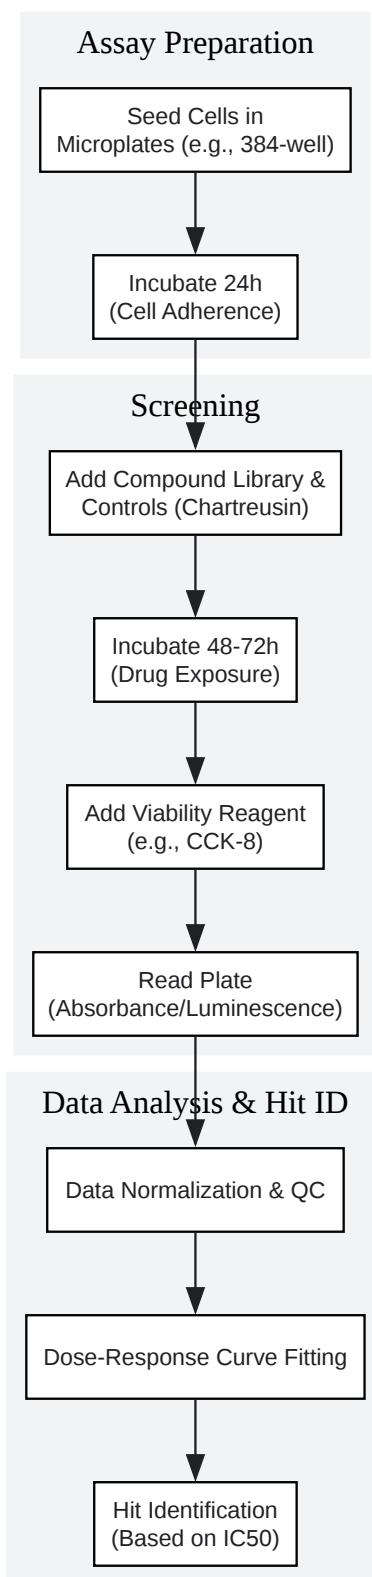 Assay Preparation
Seed Cells in
Microplates (e.g., 384-well)
Incubate 24h
(Cell Adherence)
Screening
Add Compound Library &
Controls (Chartreusin)
Incubate 48-72h
(Drug Exposure)
Add Viability Reagent
(e.g., CCK-8)
Read Plate
(Absorbance/Luminescence)
Data Analysis & Hit ID
Data Normalization & QC
Dose-Response Curve Fitting
Hit Identification
(Based on IC50)